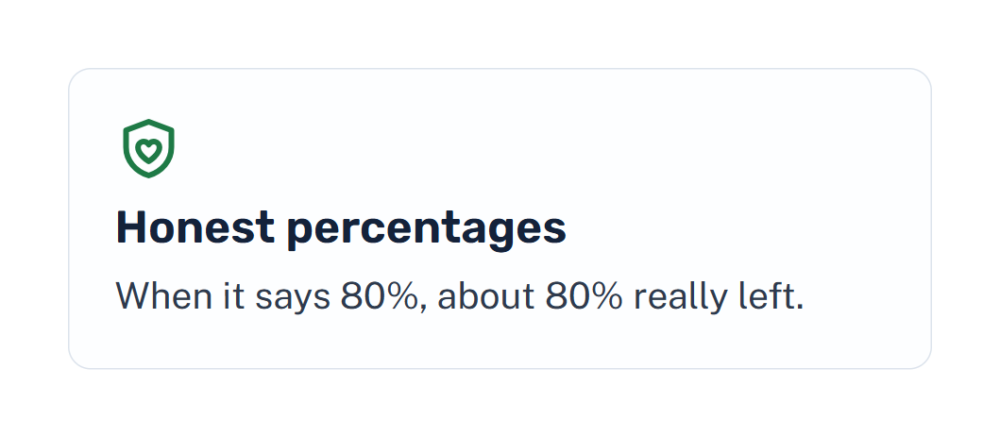 Honest percentages
When it says 80%, about 80% really left.